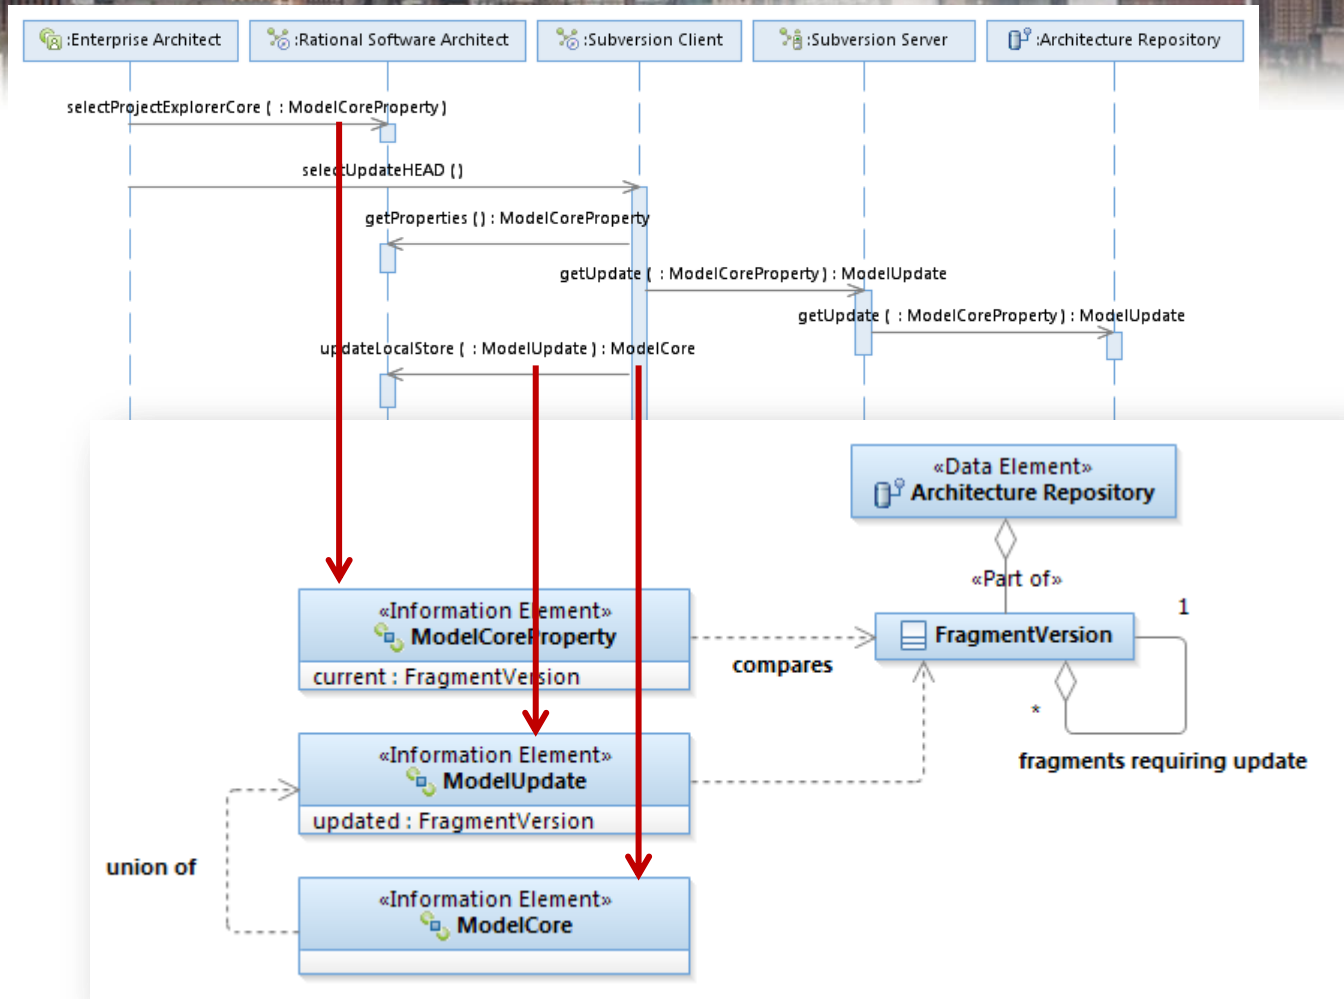 :Enterprise Architect
:Rational Software Architect
:Subversion Client
:Subversion Server
:Architecture Repository
selectProjectExplorerCore ( : ModelCoreProperty)
selectUpdateHEAD ()
getProperties () : ModelCoreProperty
getUpdate ( : ModelCoreProperty) : ModelUpdate
getUpdate ( : ModelCoreProperty) : ModelUpdate
updateLocalStore ( : ModelUpdate) : ModelCore
«Data Element»
Architecture Repository
«Part of»
1
«Information Element»
ModelCoreProperty
current : FragmentVersion
compares
FragmentVersion
*
fragments requiring update
«Information Element»
ModelUpdate
updated : FragmentVersion
union of
«Information Element»
ModelCore